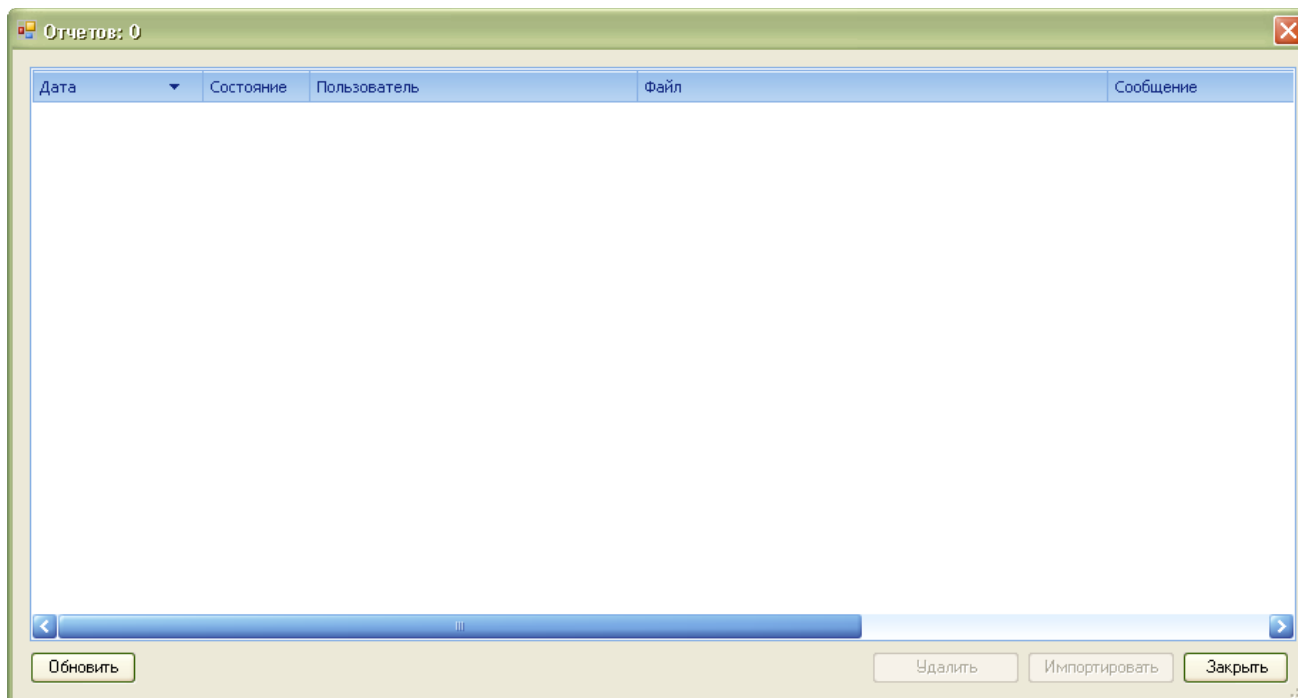 Отчетов: 0
Дата Состояние Пользователь Файл Сообщение
Обновить Удалить Импортировать Закрыть